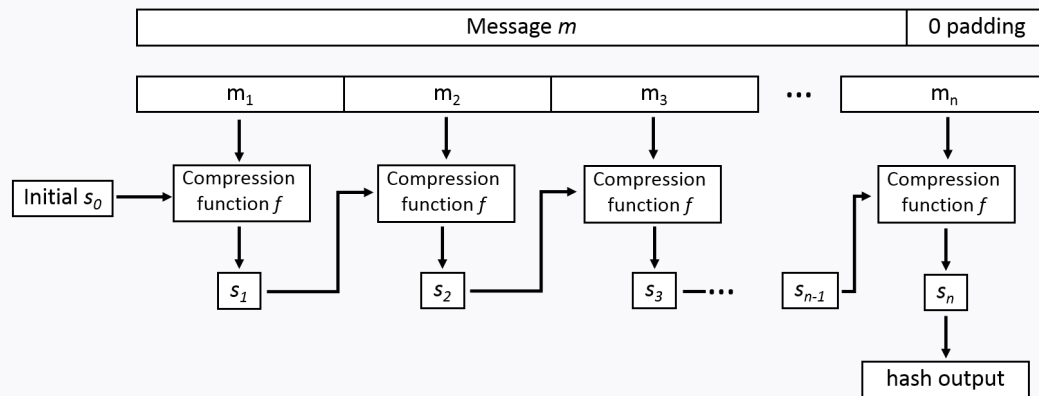 Message m
0 padding
m₁
m₂
m₃
...
mₙ
Initial s₀
Compression
function f
Compression
function f
Compression
function f
Compression
function f
s₁
s₂
s₃
...
sₙ₋₁
sₙ
hash output